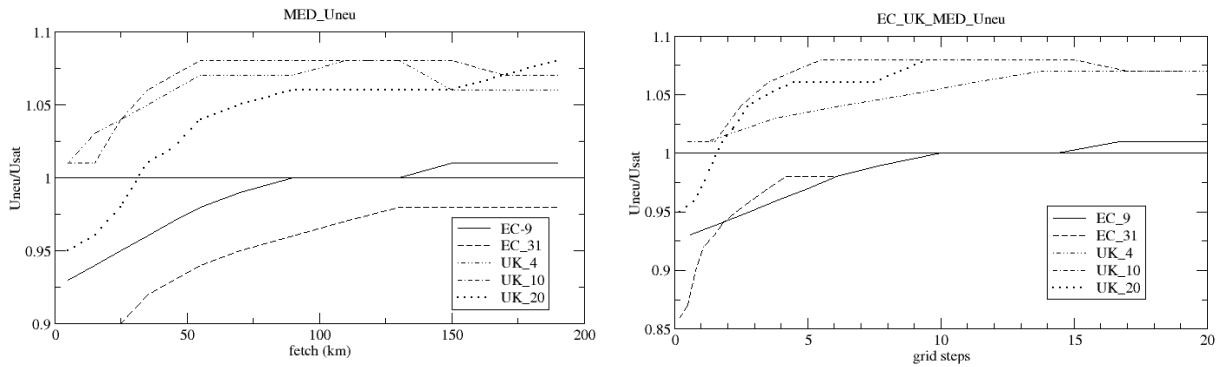 MED_Uneu
1.1
1.05
1
0.95
0.9
Uneu/Usat
EC-9
EC_31
UK_4
UK_10
UK_20
0 50 100 150 200
fetch (km)
EC_UK_MED_Uneu
1.1
1.05
1
0.95
0.9
0.85
Uneu/Usat
EC_9
EC_31
UK_4
UK_10
UK_20
0 5 10 15 20
grid steps